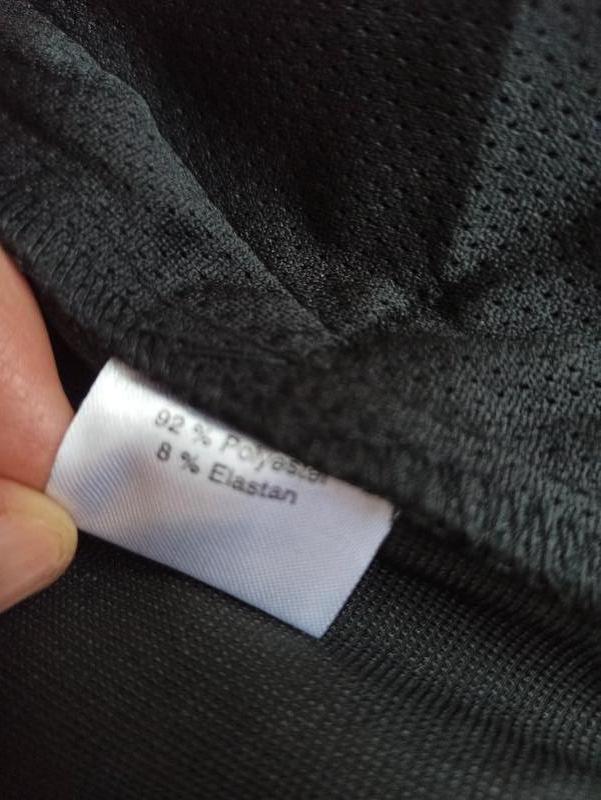 92 % Polyester
8 % Elastan